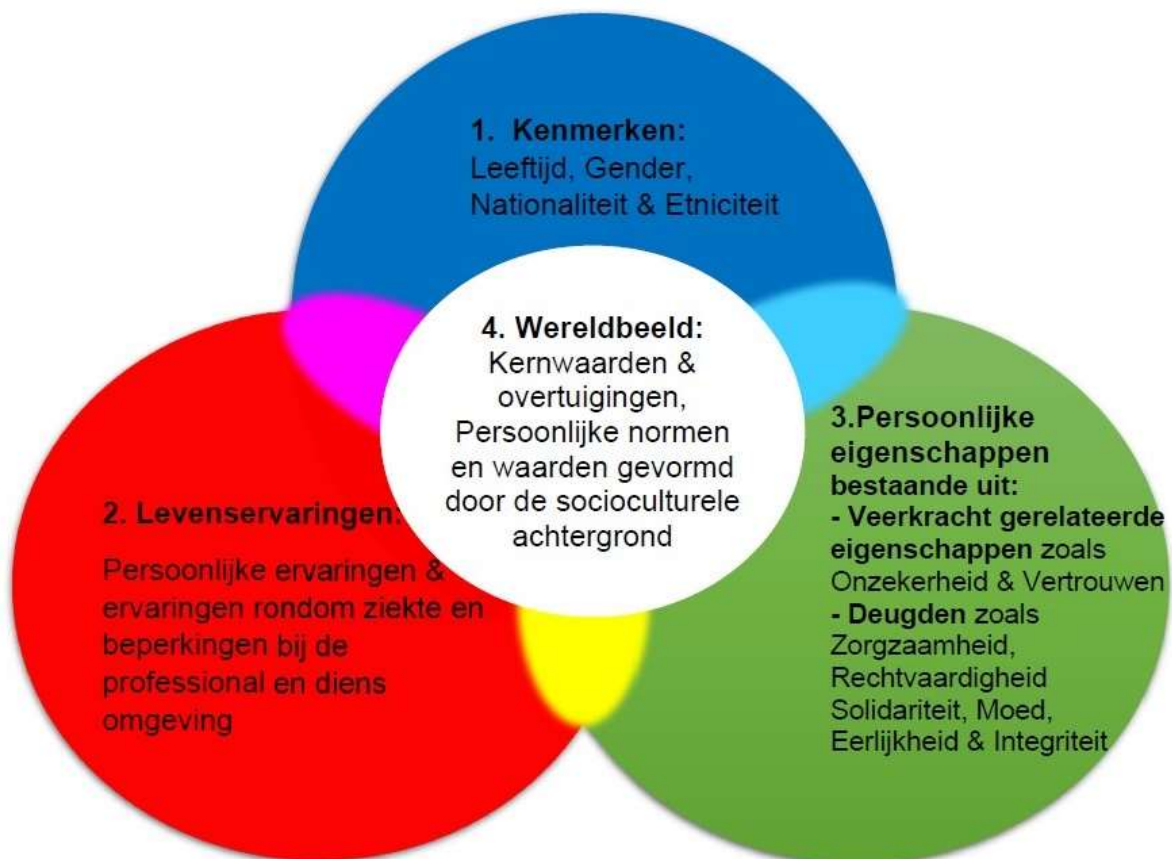 1. Kenmerken:
Leeftijd, Gender,
Nationaliteit & Etniciteit
4. Wereldbeeld:
Kernwaarden &
overtuigingen,
Persoonlijke normen
en waarden gevormd
door de socioculturele
achtergrond
2. Levenservaringen:
Persoonlijke ervaringen &
ervaringen rondom ziekte en
beperkingen bij de
professional en diens
omgeving
3.Persoonlijke
eigenschappen
bestaande uit:
- Veerkracht gerelateerde
eigenschappen zoals
Onzekerheid & Vertrouwen
- Deugden zoals
Zorgzaamheid,
Rechtvaardigheid
Solidariteit, Moed,
Eerlijkheid & Integriteit